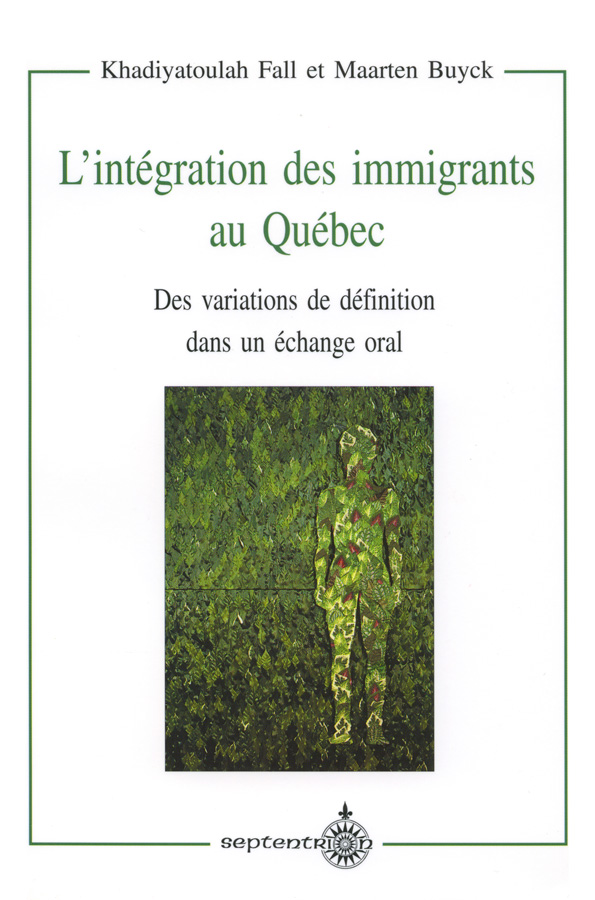 Khadiyatoulah Fall et Maarten Buyck
L'intégration des immigrants
au Québec
Des variations de définition
dans un échange oral
septentrion